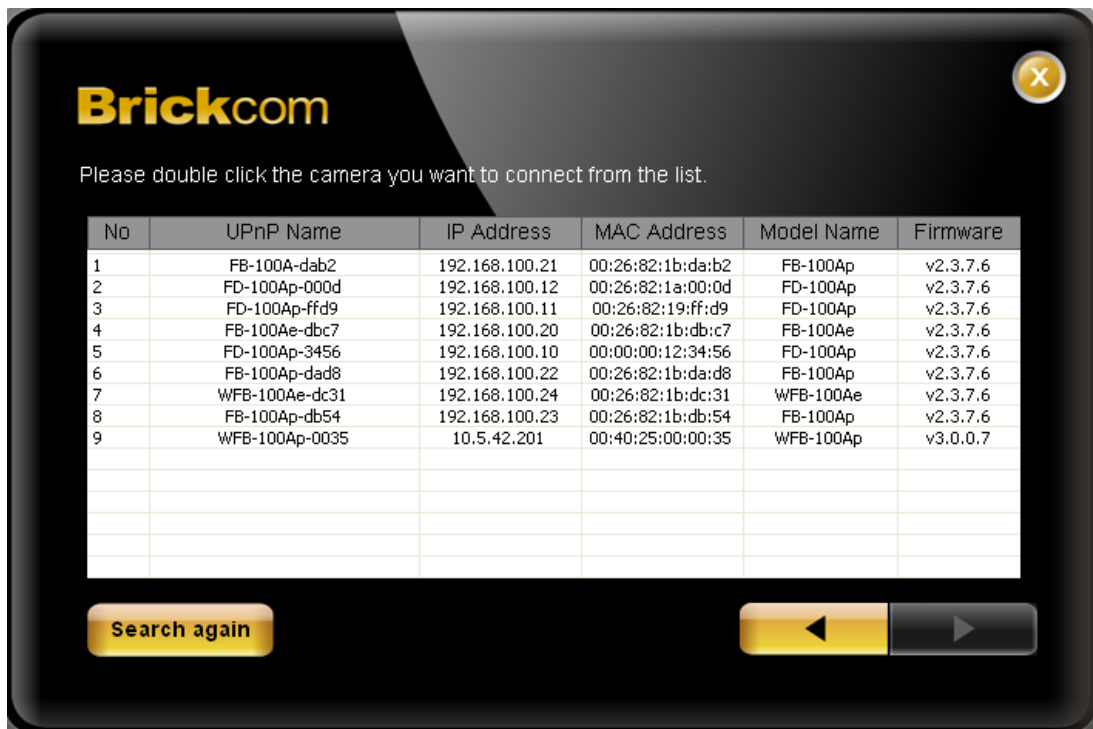 X
Brickcom
Please double click the camera you want to connect from the list.
No UPnP Name IP Address MAC Address Model Name Firmware
1 FB-100A-dab2 192.168.100.21 00:26:82:1b:da:b2 FB-100Ap v2.3.7.6
2 FD-100Ap-000d 192.168.100.12 00:26:82:1a:00:0d FD-100Ap v2.3.7.6
3 FD-100Ap-ffd9 192.168.100.11 00:26:82:19:ff:d9 FD-100Ap v2.3.7.6
4 FB-100Ae-dbc7 192.168.100.20 00:26:82:1b:db:c7 FB-100Ae v2.3.7.6
5 FD-100Ap-3456 192.168.100.10 00:00:00:12:34:56 FD-100Ap v2.3.7.6
6 FB-100Ap-dad8 192.168.100.22 00:26:82:1b:da:d8 FB-100Ap v2.3.7.6
7 WFB-100Ae-dc31 192.168.100.24 00:26:82:1b:dc:31 WFB-100Ae v2.3.7.6
8 FB-100Ap-db54 192.168.100.23 00:26:82:1b:db:54 FB-100Ap v2.3.7.6
9 WFB-100Ap-0035 10.5.42.201 00:40:25:00:00:35 WFB-100Ap v3.0.0.7
Search again